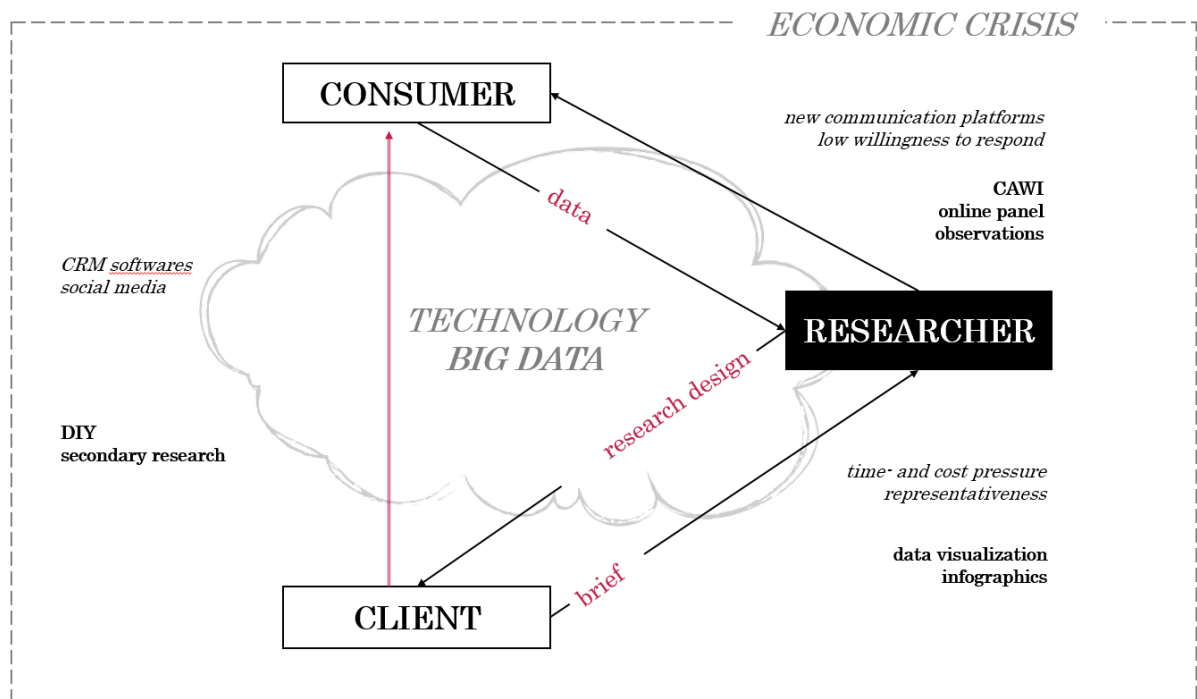 ECONOMIC CRISIS
CONSUMER
new communication platforms
low willingness to respond
CAWI
online panel
observations
data
CRM softwares
social media
TECHNOLOGY
BIG DATA
RESEARCHER
research design
DIY
secondary research
time- and cost pressure
representativeness
data visualization
infographics
brief
CLIENT